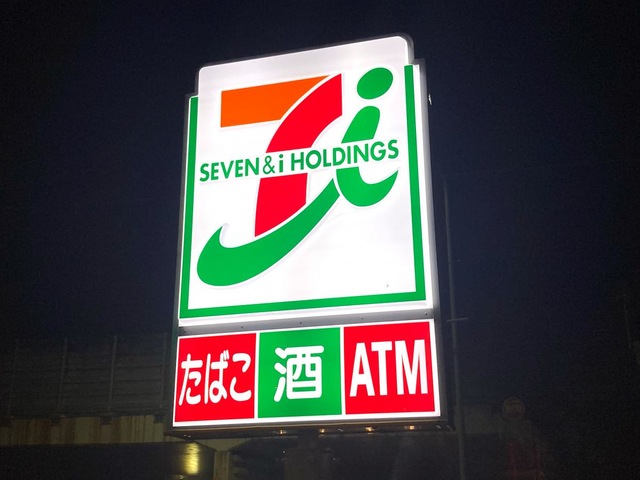 SEVEN & i HOLDINGS
たばこ 酒 ATM